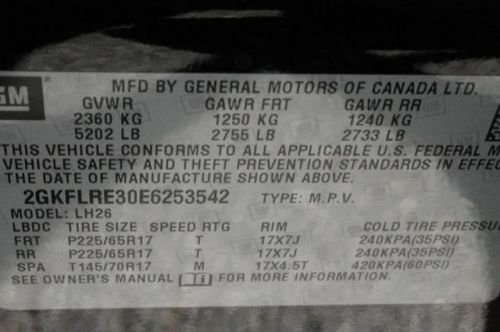 GM
MFD BY GENERAL MOTORS OF CANADA LTD.
GVWR GAWR FRT GAWR RR
2360 KG 1250 KG 1240 KG
5202 LB 2755 LB 2733 LB
THIS VEHICLE CONFORMS TO ALL APPLICABLE U.S. FEDERAL M
VEHICLE SAFETY AND THEFT PREVENTION STANDARDS IN EFFEC
THE DATE OF MANUFACTURE SHOWN ABOVE.
2GKFLRE30E6253542 TYPE: M.P.V.
MODEL: LH26
LBDC TIRE SIZE SPEED RTG RIM COLD TIRE PRESSU
FRT P225/65R17 T 17X7J 240KPA(35PSI)
RR P225/65R17 T 17X7J 240KPA(35PSI)
SPA T145/70R17 M 17X4.5T 420KPA(60PSI)
SEE OWNER'S MANUAL i FOR MORE INFORMATION.